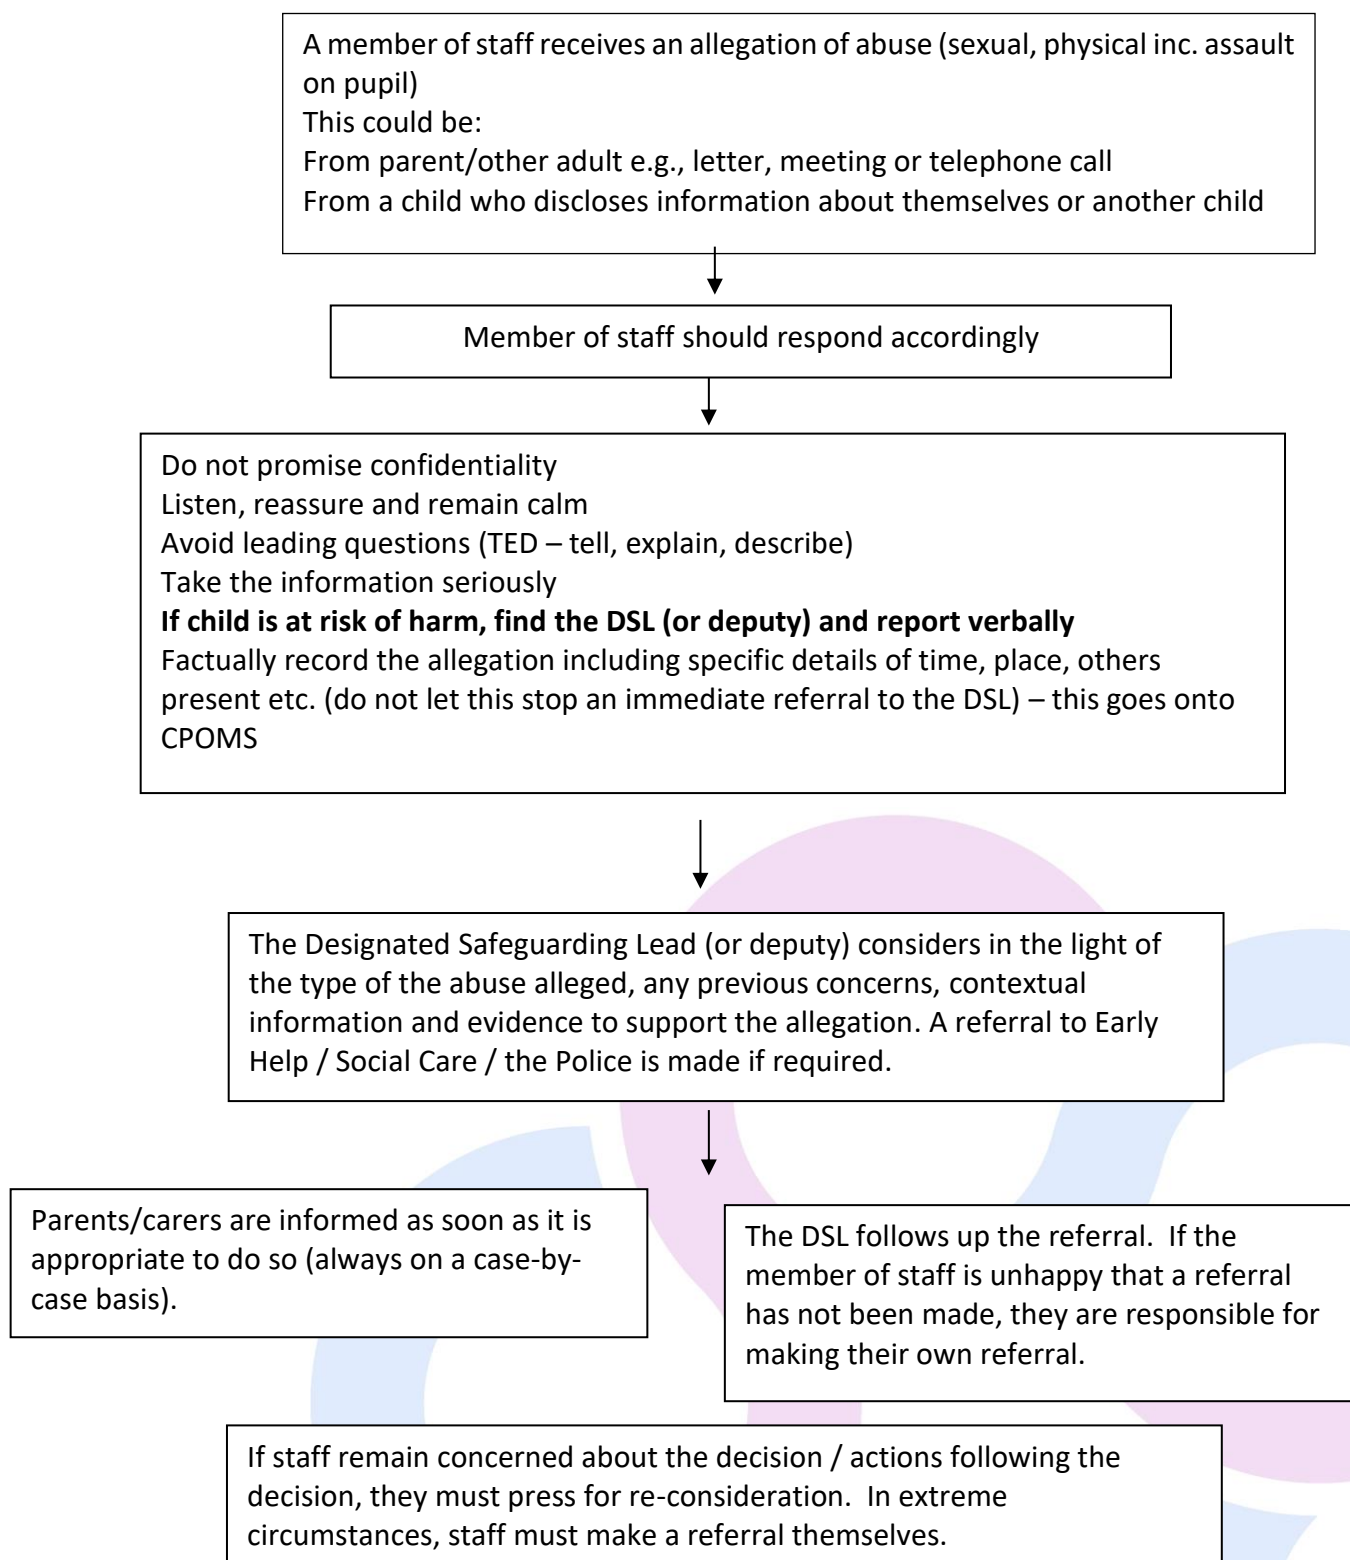 A member of staff receives an allegation of abuse (sexual, physical inc. assault
on pupil)
This could be:
From parent/other adult e.g., letter, meeting or telephone call
From a child who discloses information about themselves or another child
Member of staff should respond accordingly
Do not promise confidentiality
Listen, reassure and remain calm
Avoid leading questions (TED – tell, explain, describe)
Take the information seriously
If child is at risk of harm, find the DSL (or deputy) and report verbally
Factually record the allegation including specific details of time, place, others
present etc. (do not let this stop an immediate referral to the DSL) – this goes onto
CPOMS
The Designated Safeguarding Lead (or deputy) considers in the light of
the type of the abuse alleged, any previous concerns, contextual
information and evidence to support the allegation. A referral to Early
Help / Social Care / the Police is made if required.
Parents/carers are informed as soon as it is
appropriate to do so (always on a case-by-
case basis).
The DSL follows up the referral.  If the
member of staff is unhappy that a referral
has not been made, they are responsible for
making their own referral.
If staff remain concerned about the decision / actions following the
decision, they must press for re-consideration.  In extreme
circumstances, staff must make a referral themselves.